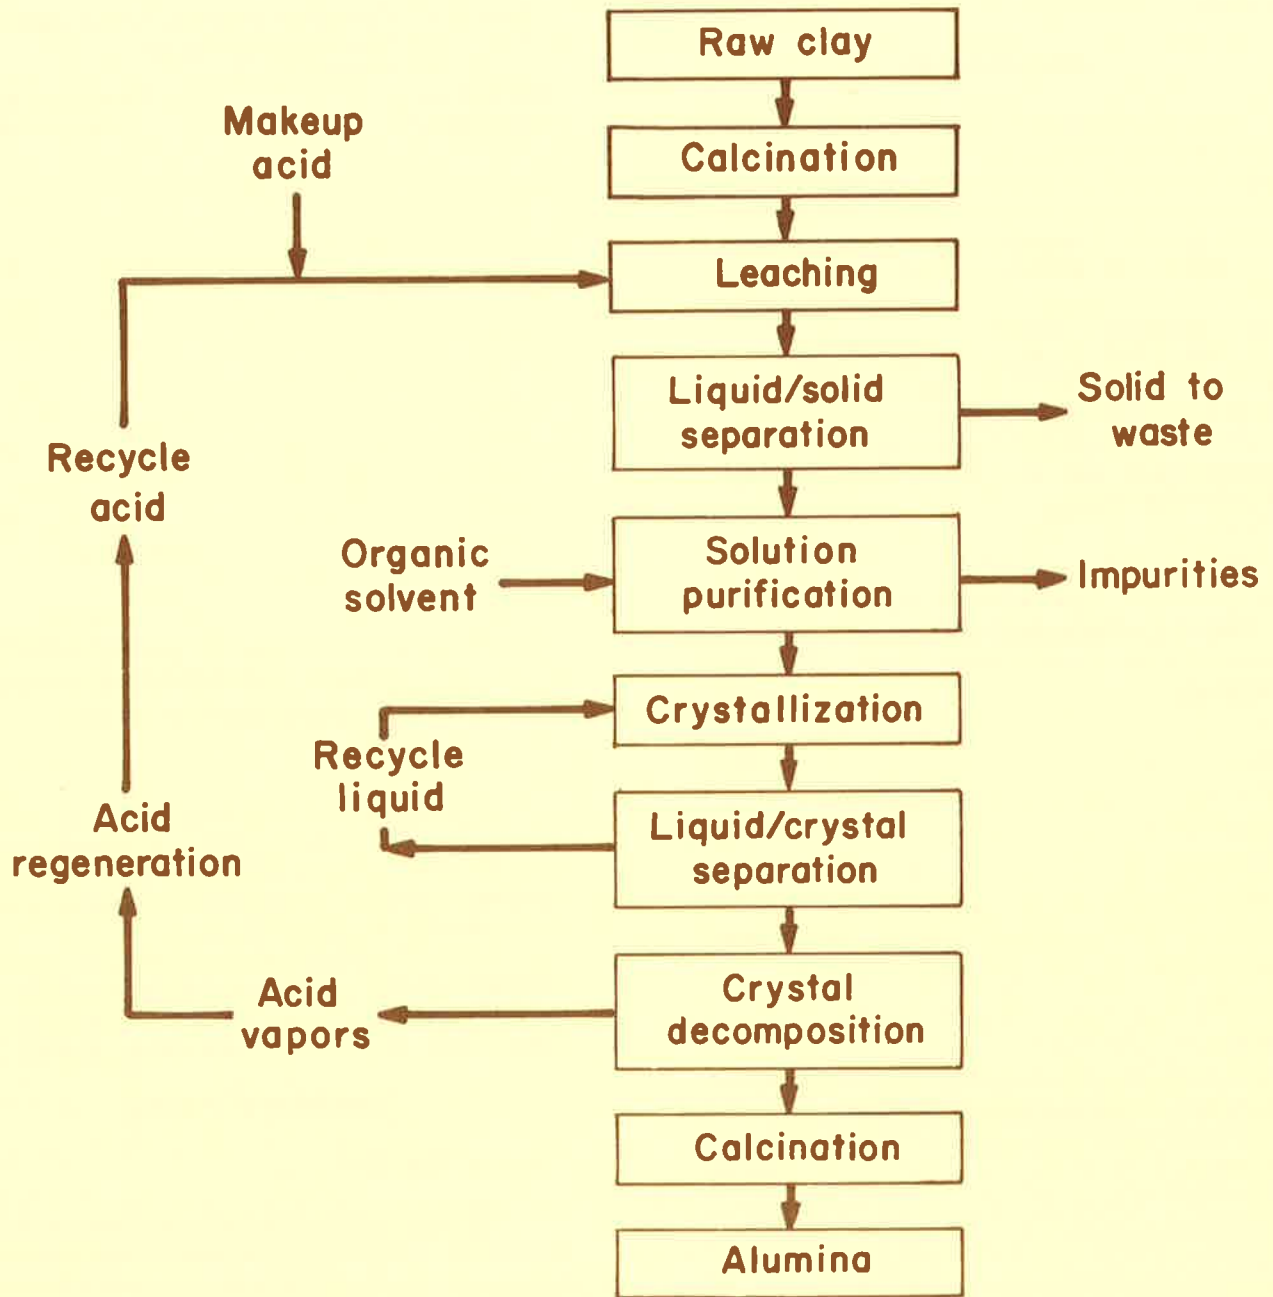 Raw clay
Makeup
acid
Calcination
Leaching
Liquid/solid
separation
Solid to
waste
Recycle
acid
Organic
solvent
Solution
purification
Impurities
Crystallization
Recycle
liquid
Acid
regeneration
Liquid/crystal
separation
Acid
vapors
Crystal
decomposition
Calcination
Alumina